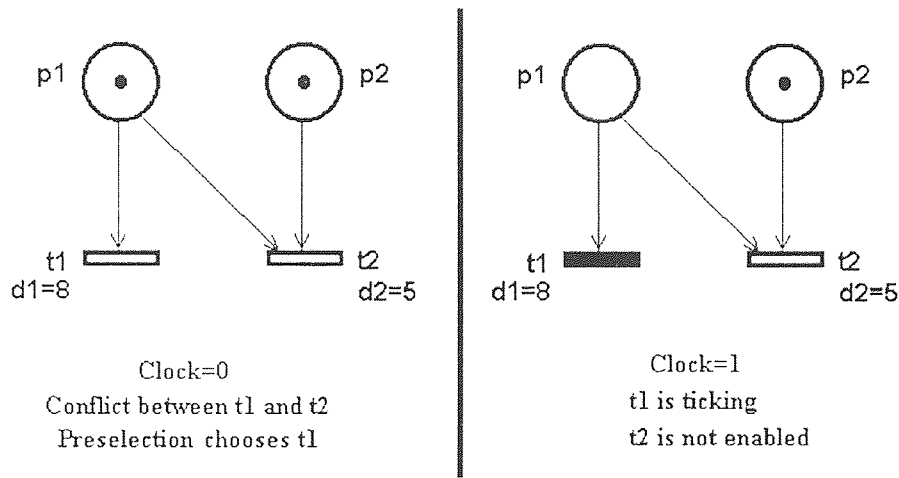 p1
p2
t1
d1=8
t2
d2=5
Clock=0
Conflict between t1 and t2
Preselection chooses t1
p1
p2
t1
d1=8
t2
d2=5
Clock=1
t1 is ticking
t2 is not enabled